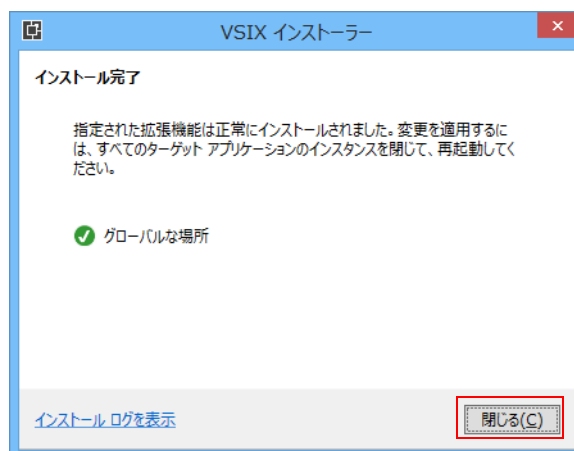 VSIX インストーラー
インストール完了
指定された拡張機能は正常にインストールされました。変更を適用するに
は、すべてのターゲット アプリケーションのインスタンスを閉じて、再起動してく
ださい。
グローバルな場所
インストール ログを表示
閉じる(C)